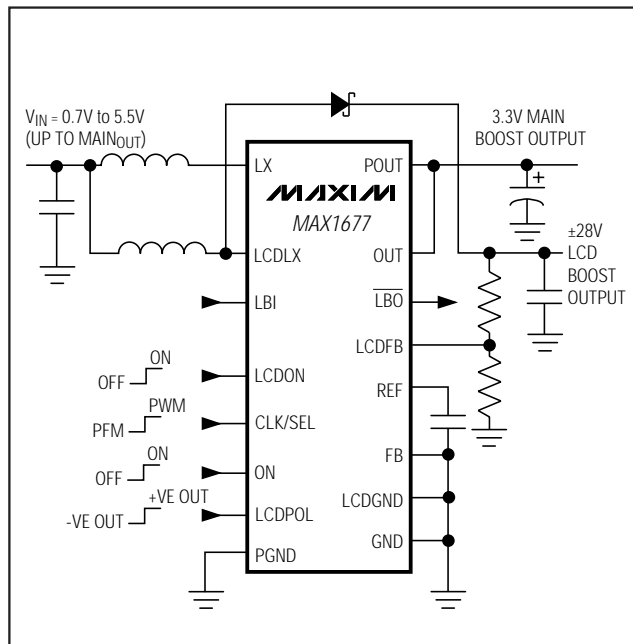 VIN = 0.7V to 5.5V
(UP TO MAINOUT)
3.3V MAIN
BOOST OUTPUT
LX
POUT
MAXIM
MAX1677
±28V
LCD
BOOST
OUTPUT
LCDLX
OUT
LBI
LBO
LCDFB
ON
OFF
LCDON
REF
PWM
PFM
CLK/SEL
ON
OFF
ON
FB
+VE OUT
-VE OUT
LCDPOL
LCDGND
PGND
GND
+